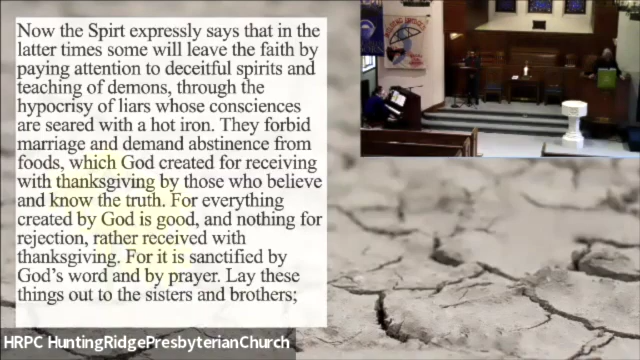 Now the Spirt expressly says that in the
latter times some will leave the faith by
paying attention to deceitful spirits and
teaching of demons, through the
hypocrisy of liars whose consciences
are seared with a hot iron. They forbid
marriage and demand abstinence from
foods, which God created for receiving
with thanksgiving by those who believe
and know the truth. For everything
created by God is good, and nothing for
rejection, rather received with
thanksgiving. For it is sanctified by
God's word and by prayer. Lay these
things out to the sisters and brothers;
HRPC HuntingRidgePresbyterianChurch